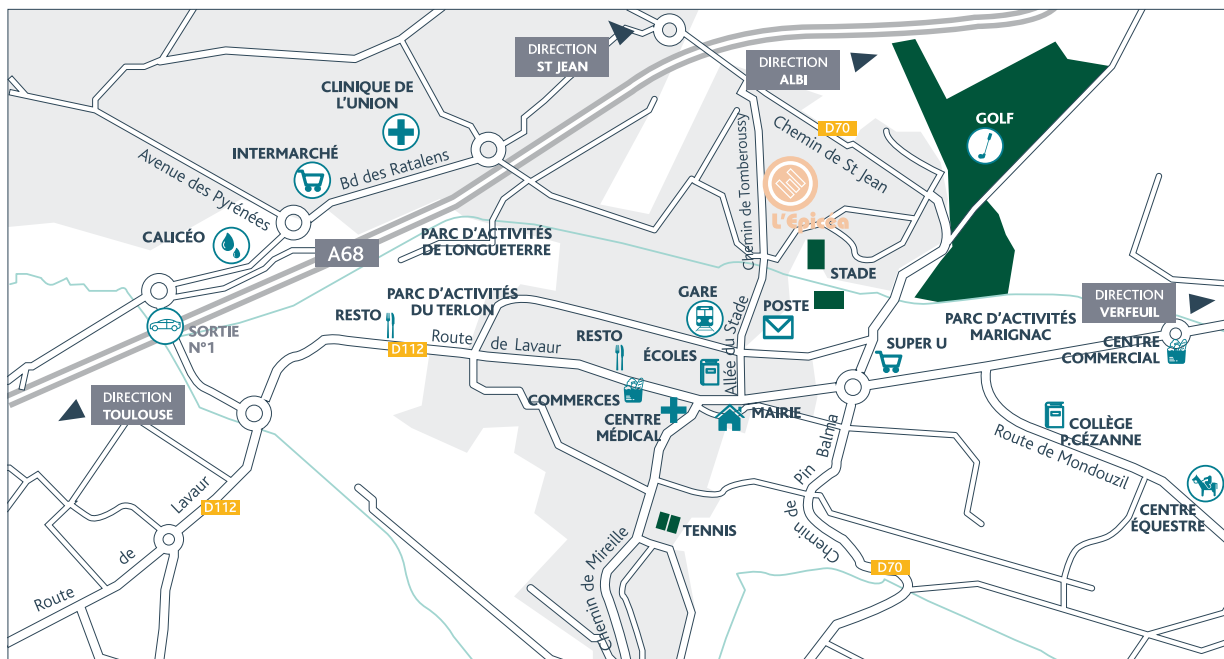 DIRECTION
ST JEAN
DIRECTION
ALBI
CLINIQUE DE
L'UNION
INTERMARCHÉ
Bd des Ratalens
Avenue des Pyrénées
CALICÉO
A68
PARC D'ACTIVITÉS
DE LONGUETERRE
Chemin de Tomberoussy
D70
Chemin de St Jean
GOLF
L'Epicéa
STADE
SORTIE
N°1
RESTO
PARC D'ACTIVITÉS
DU TERLON
D112
Route de Lavaur
GARE
POSTE
Allée du Stade
RESTO
ÉCOLES
COMMERCES
CENTRE
MÉDICAL
MAIRIE
SUPER U
PARC D'ACTIVITÉS
MARIGNAC
DIRECTION
VERFEUIL
CENTRE
COMMERCIAL
DIRECTION
TOULOUSE
COLLÈGE
P.CÉZANNE
Route de Mondouzil
CENTRE
ÉQUESTRE
Chemin de Pin Balma
D70
TENNIS
Chemin de Mireille
D112
Route de Lavaur